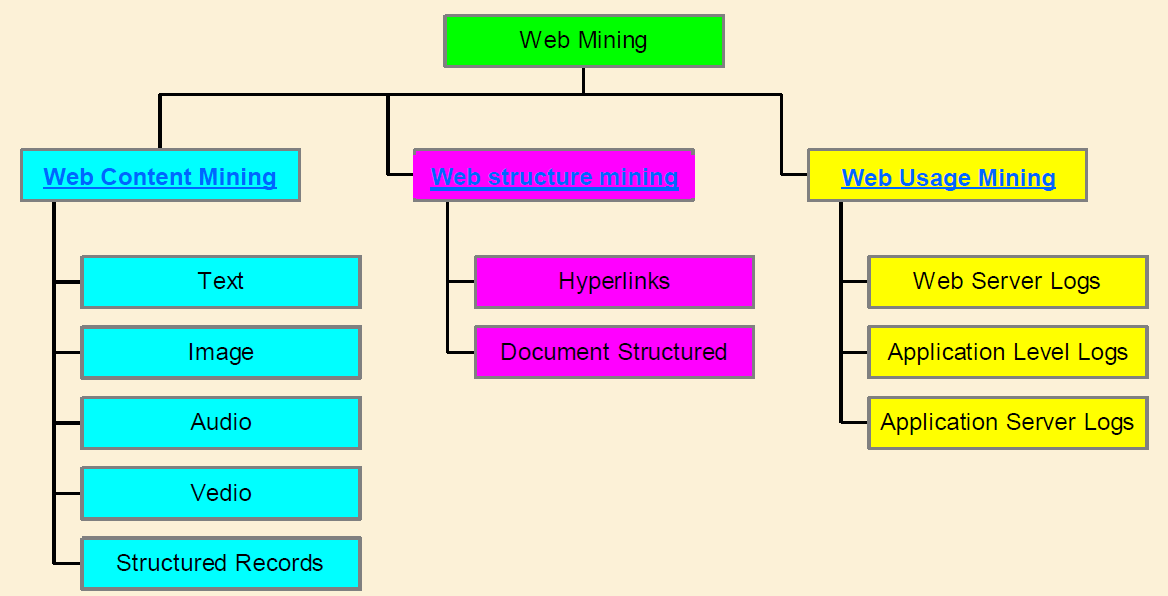 Web Mining
Web Content Mining
Web structure mining
Web Usage Mining
Text
Image
Audio
Vedio
Structured Records
Hyperlinks
Document Structured
Web Server Logs
Application Level Logs
Application Server Logs